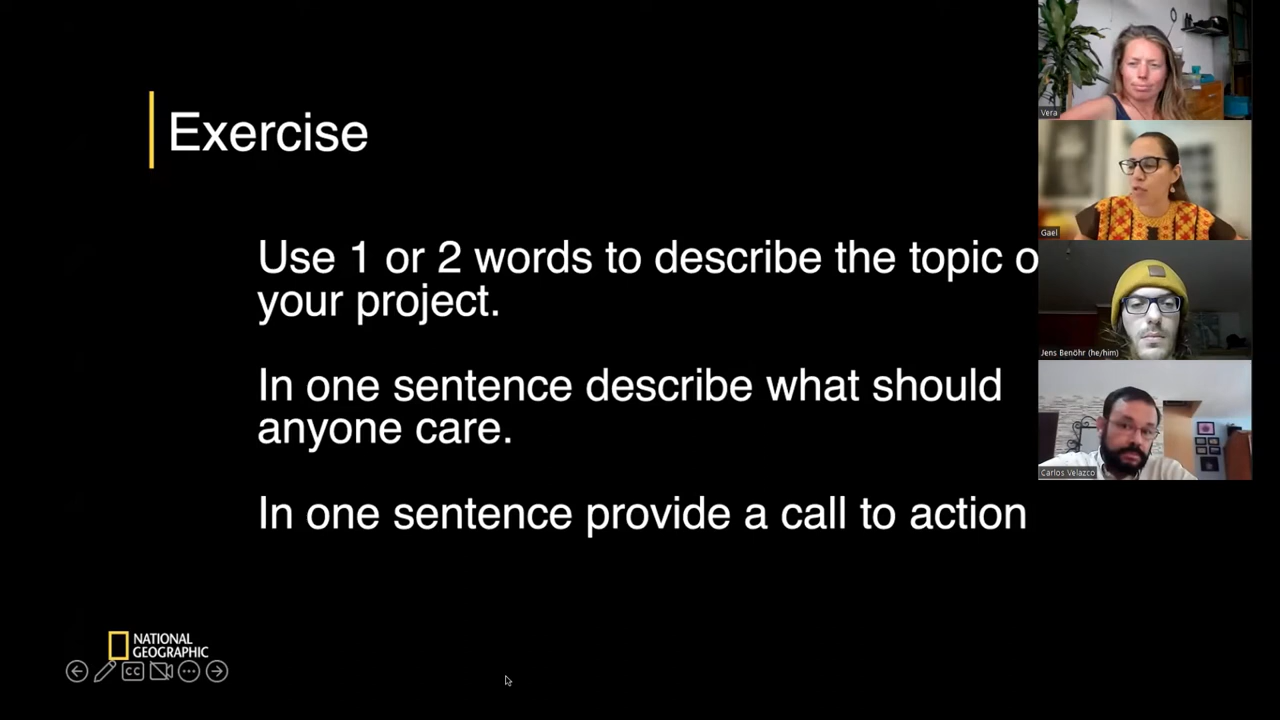 Exercise
Use 1 or 2 words to describe the topic o
your project.
In one sentence describe what should
anyone care.
In one sentence provide a call to action
NATIONAL
GEOGRAPHIC
CC
Vera
Gael
Jens Benöhr (he/him)
Carlos Velazco